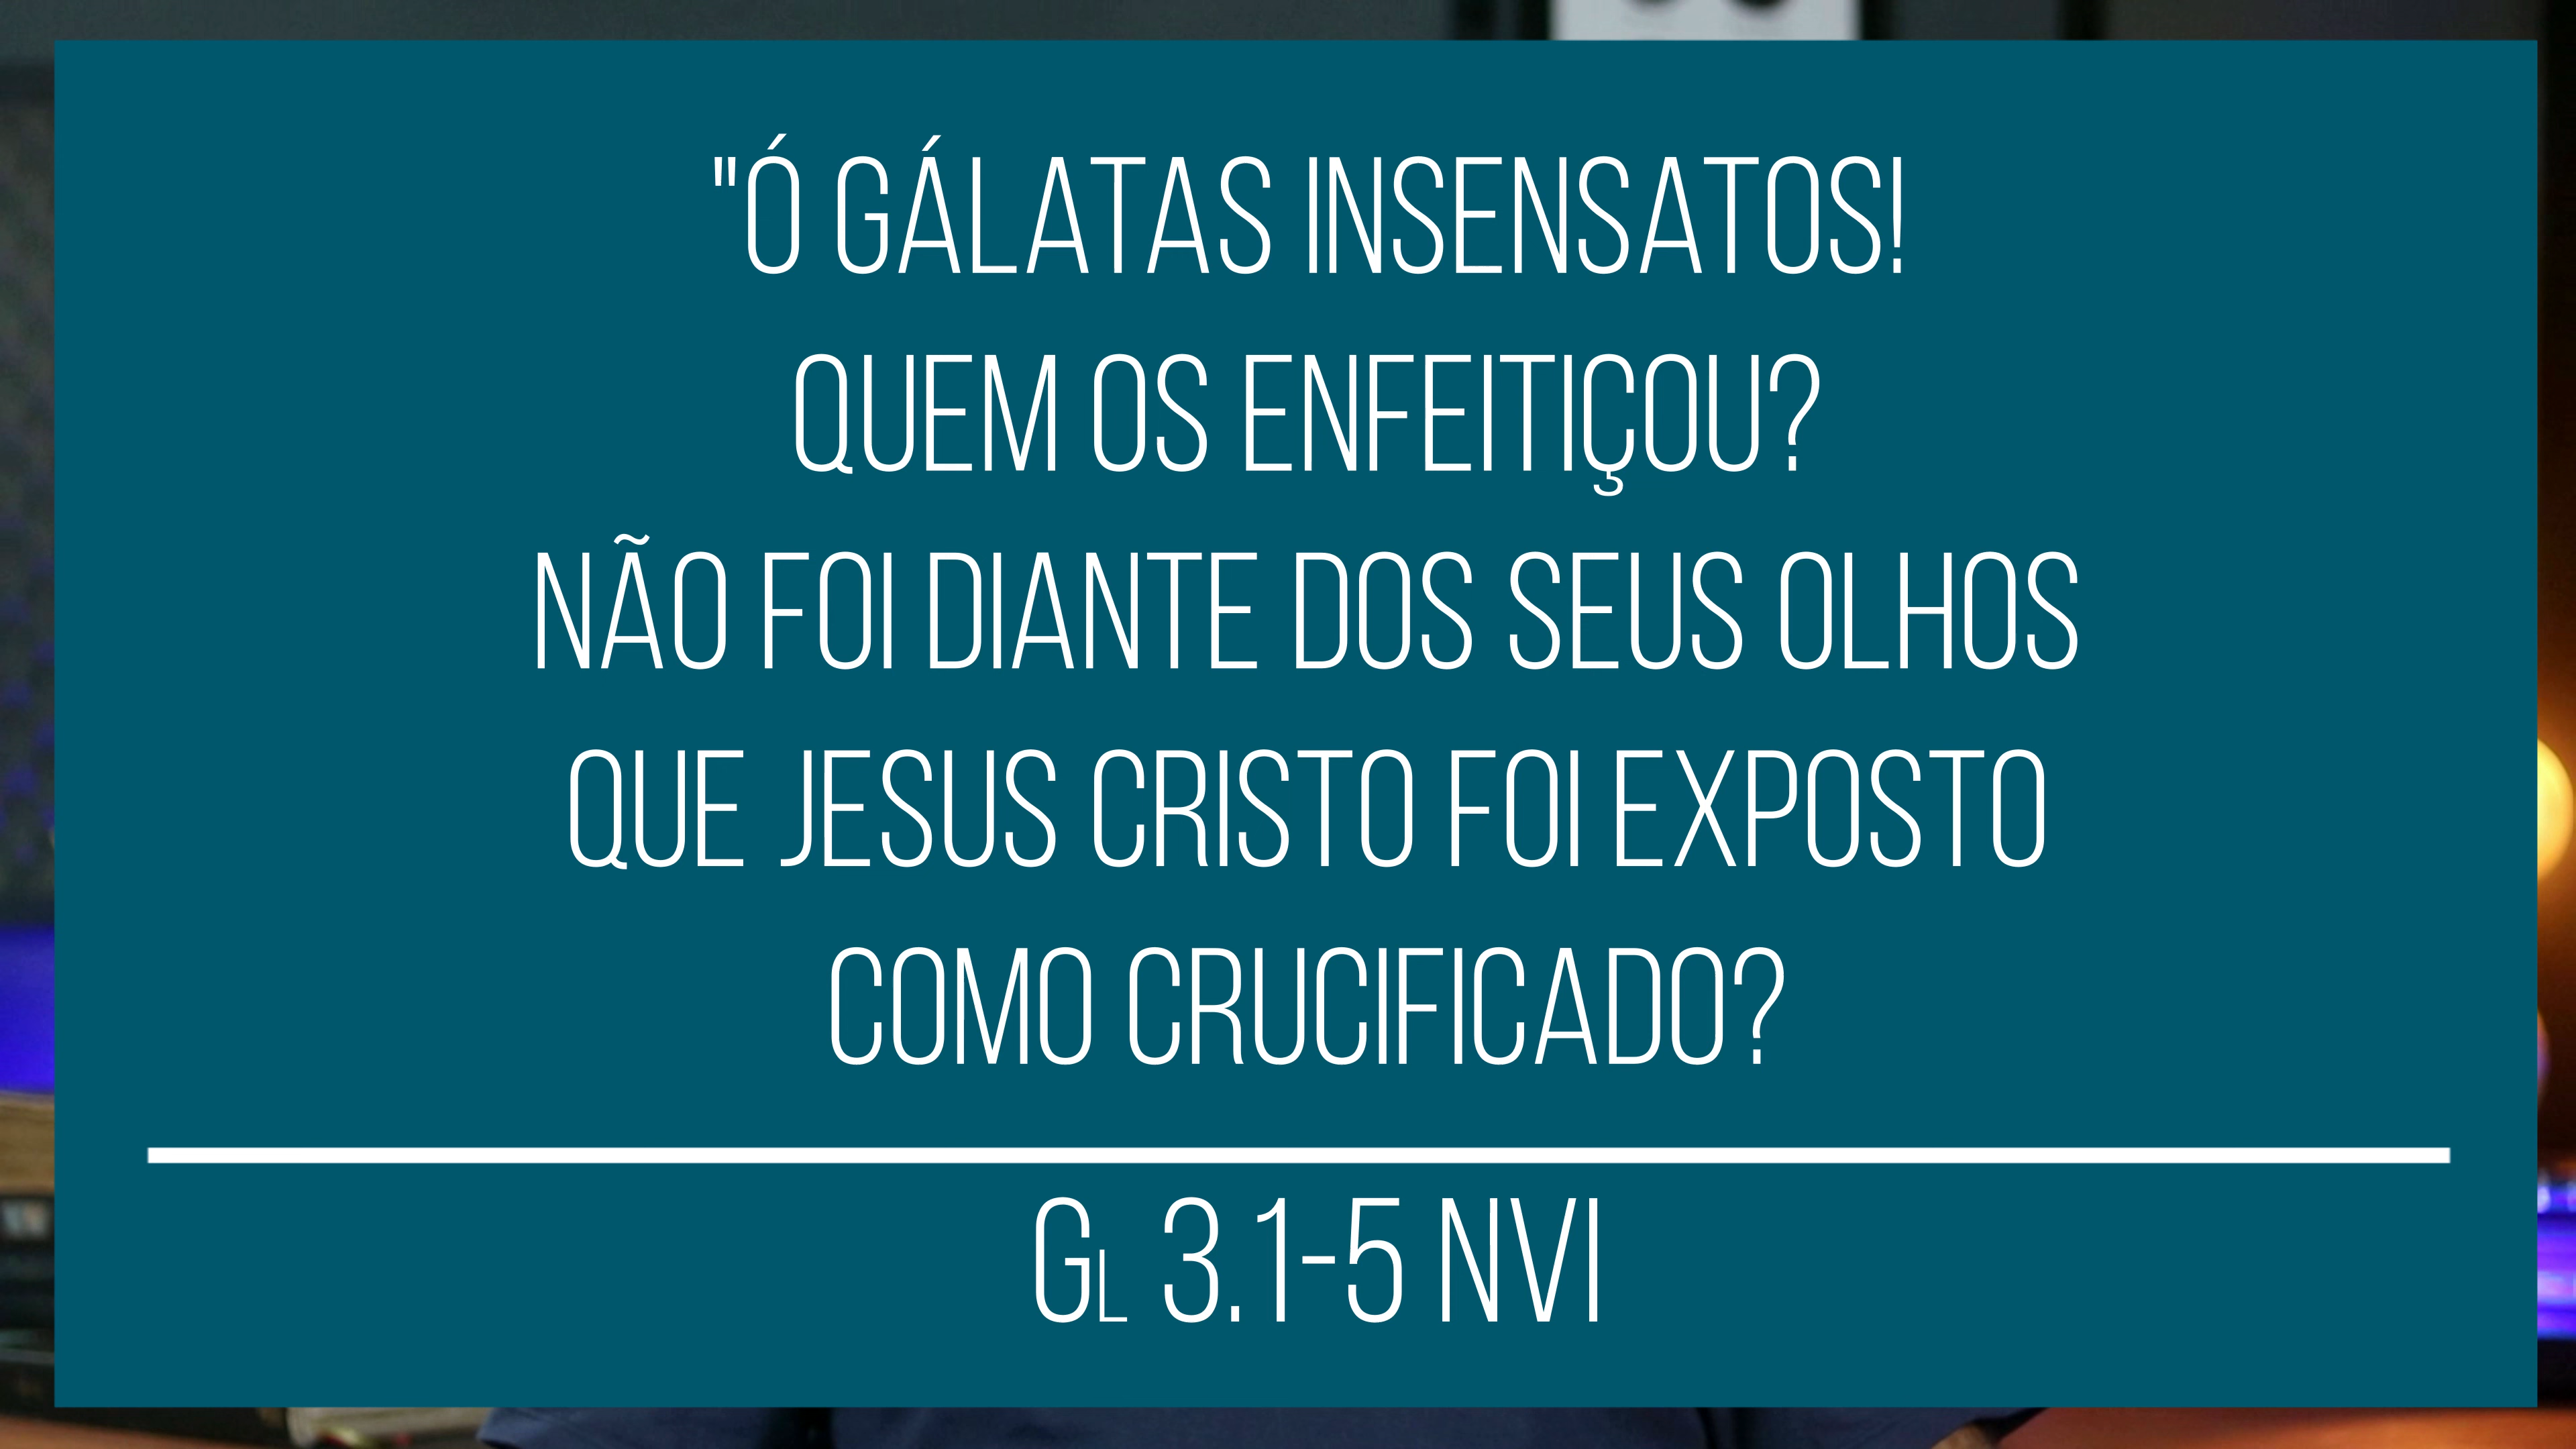 "Ó GÁLATAS INSENSATOS!
QUEM OS ENFEITIÇOU?
NÃO FOI DIANTE DOS SEUS OLHOS
QUE JESUS CRISTO FOI EXPOSTO
COMO CRUCIFICADO?
GL 3.1-5 NVI